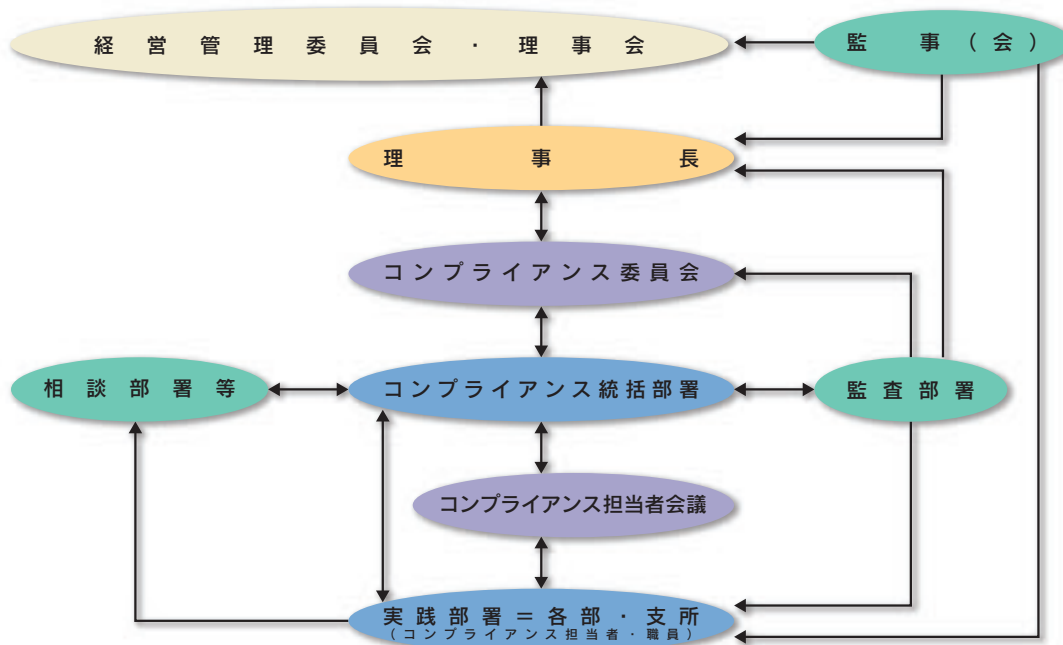 経営管理委員会・理事会
監事(会)
理事長
コンプライアンス委員会
相談部署等
コンプライアンス統括部署
監査部署
コンプライアンス担当者会議
実践部署=各部・支所
(コンプライアンス担当者・職員)